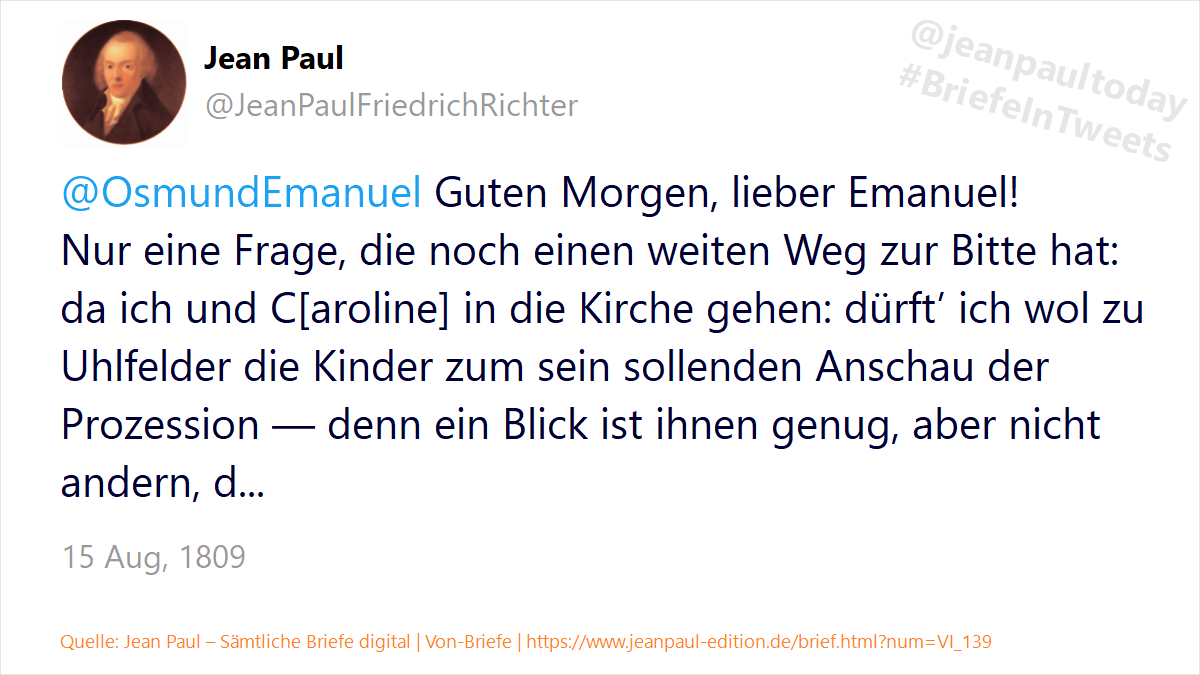 Jean Paul
@JeanPaulFriedrichRichter
@jeanpaultoday
#BriefeInTweets
@OsmundEmanuel Guten Morgen, lieber Emanuel!
Nur eine Frage, die noch einen weiten Weg zur Bitte hat:
da ich und C[aroline] in die Kirche gehen: dürft’ ich wol zu
Uhlfelder die Kinder zum sein sollenden Anschau der
Prozession — denn ein Blick ist ihnen genug, aber nicht
andern, d...
15 Aug, 1809
Quelle: Jean Paul – Sämtliche Briefe digital | Von-Briefe | https://www.jeanpaul-edition.de/brief.html?num=VI_139